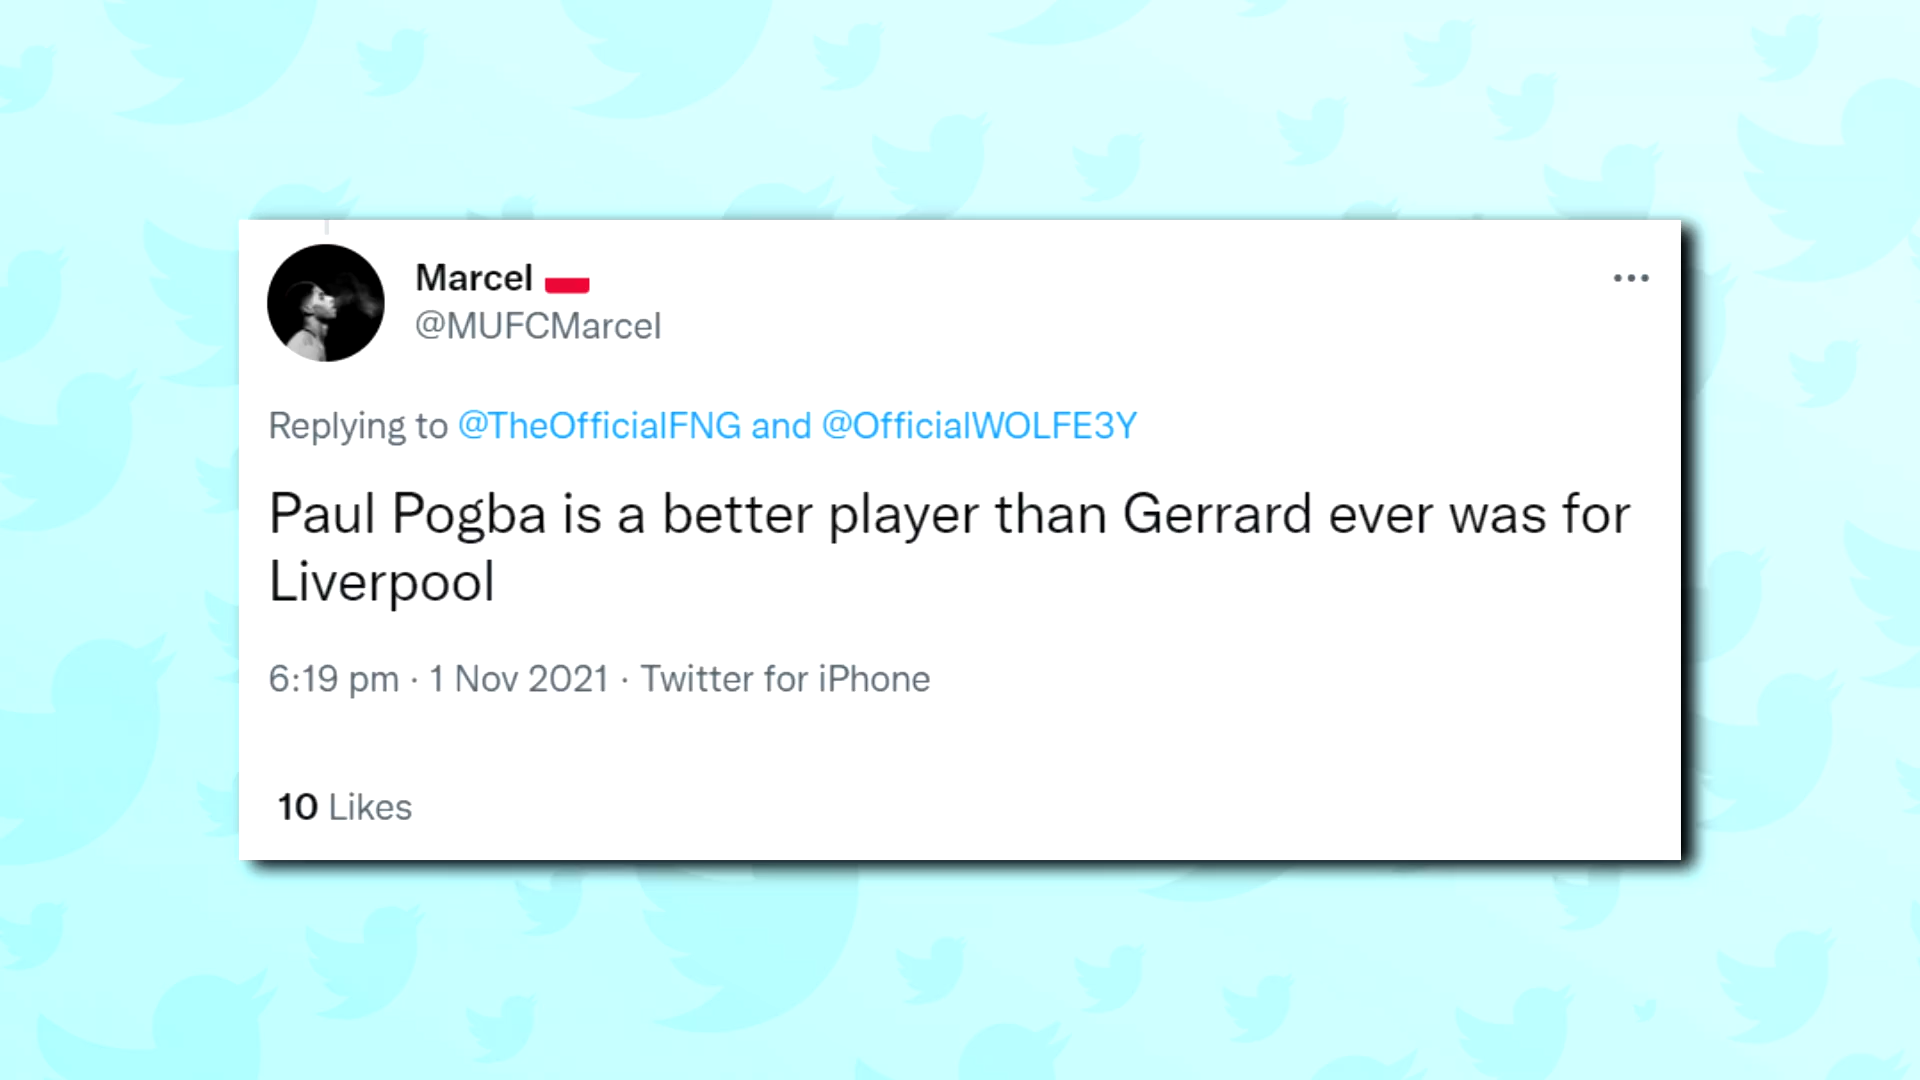 Marcel 🇵🇱
@MUFCMarcel
Replying to @TheOfficialFNG and @OfficialWOLFE3Y
Paul Pogba is a better player than Gerrard ever was for
Liverpool
6:19 pm · 1 Nov 2021 · Twitter for iPhone
10 Likes